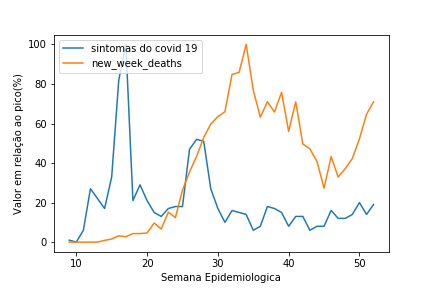 100
80
60
40
20
0
Valor em relação ao pico(%)
sintomas do covid 19
new_week_deaths
10
20
30
40
50
Semana Epidemiologica